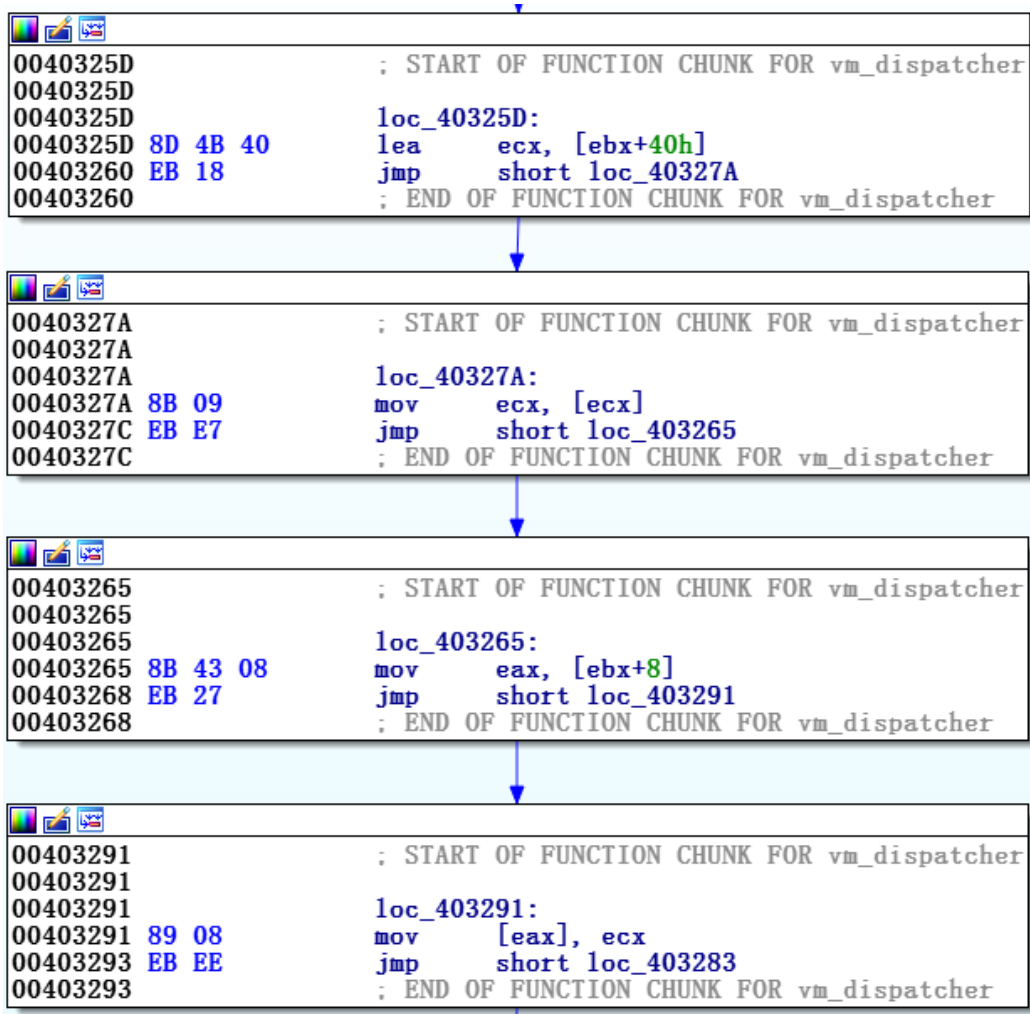 0040325D ; START OF FUNCTION CHUNK FOR vm_dispatcher
0040325D
0040325D loc_40325D:
0040325D 8D 4B 40 lea ecx, [ebx+40h]
00403260 EB 18 jmp short loc_40327A
00403260 ; END OF FUNCTION CHUNK FOR vm_dispatcher
0040327A ; START OF FUNCTION CHUNK FOR vm_dispatcher
0040327A
0040327A loc_40327A:
0040327A 8B 09 mov ecx, [ecx]
0040327C EB E7 jmp short loc_403265
0040327C ; END OF FUNCTION CHUNK FOR vm_dispatcher
00403265 ; START OF FUNCTION CHUNK FOR vm_dispatcher
00403265
00403265 loc_403265:
00403265 8B 43 08 mov eax, [ebx+8]
00403268 EB 27 jmp short loc_403291
00403268 ; END OF FUNCTION CHUNK FOR vm_dispatcher
00403291 ; START OF FUNCTION CHUNK FOR vm_dispatcher
00403291
00403291 loc_403291:
00403291 89 08 mov [eax], ecx
00403293 EB EE jmp short loc_403283
00403293 ; END OF FUNCTION CHUNK FOR vm_dispatcher